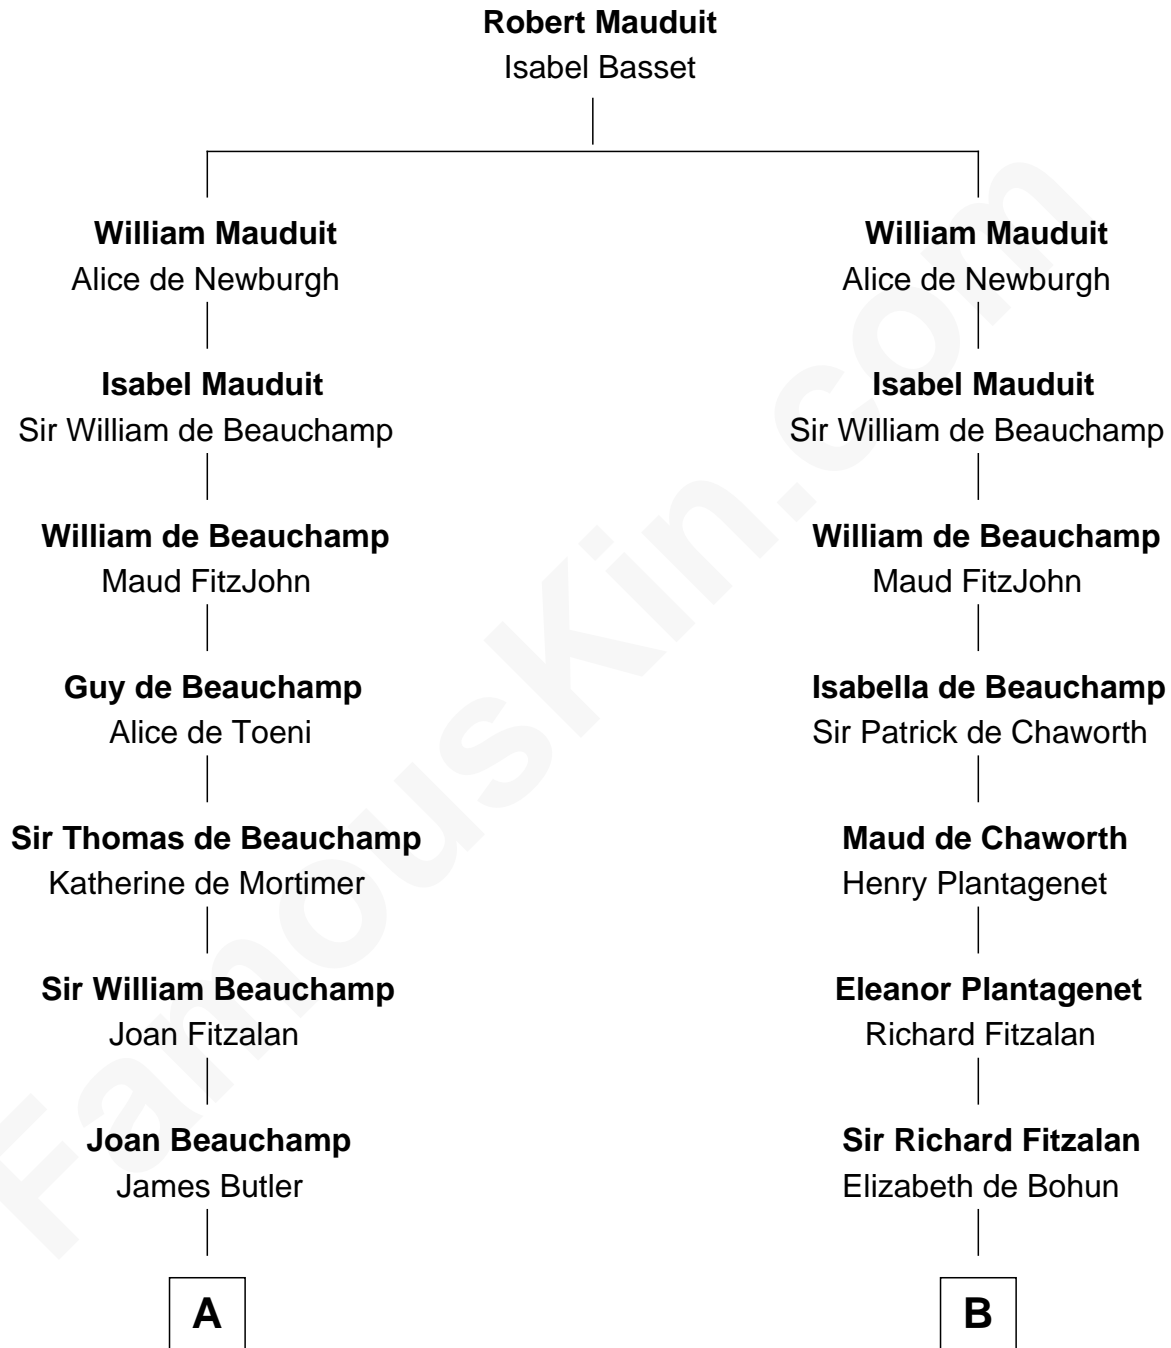 Robert Mauduit
Isabel Basset
William Mauduit
Alice de Newburgh
William Mauduit
Alice de Newburgh
Isabel Mauduit
Sir William de Beauchamp
Isabel Mauduit
Sir William de Beauchamp
William de Beauchamp
Maud FitzJohn
William de Beauchamp
Maud FitzJohn
Guy de Beauchamp
Alice de Toeni
Isabella de Beauchamp
Sir Patrick de Chaworth
Sir Thomas de Beauchamp
Katherine de Mortimer
Maud de Chaworth
Henry Plantagenet
Sir William Beauchamp
Joan Fitzalan
Eleanor Plantagenet
Richard Fitzalan
Joan Beauchamp
James Butler
Sir Richard Fitzalan
Elizabeth de Bohun
A
B
FamousKin.com